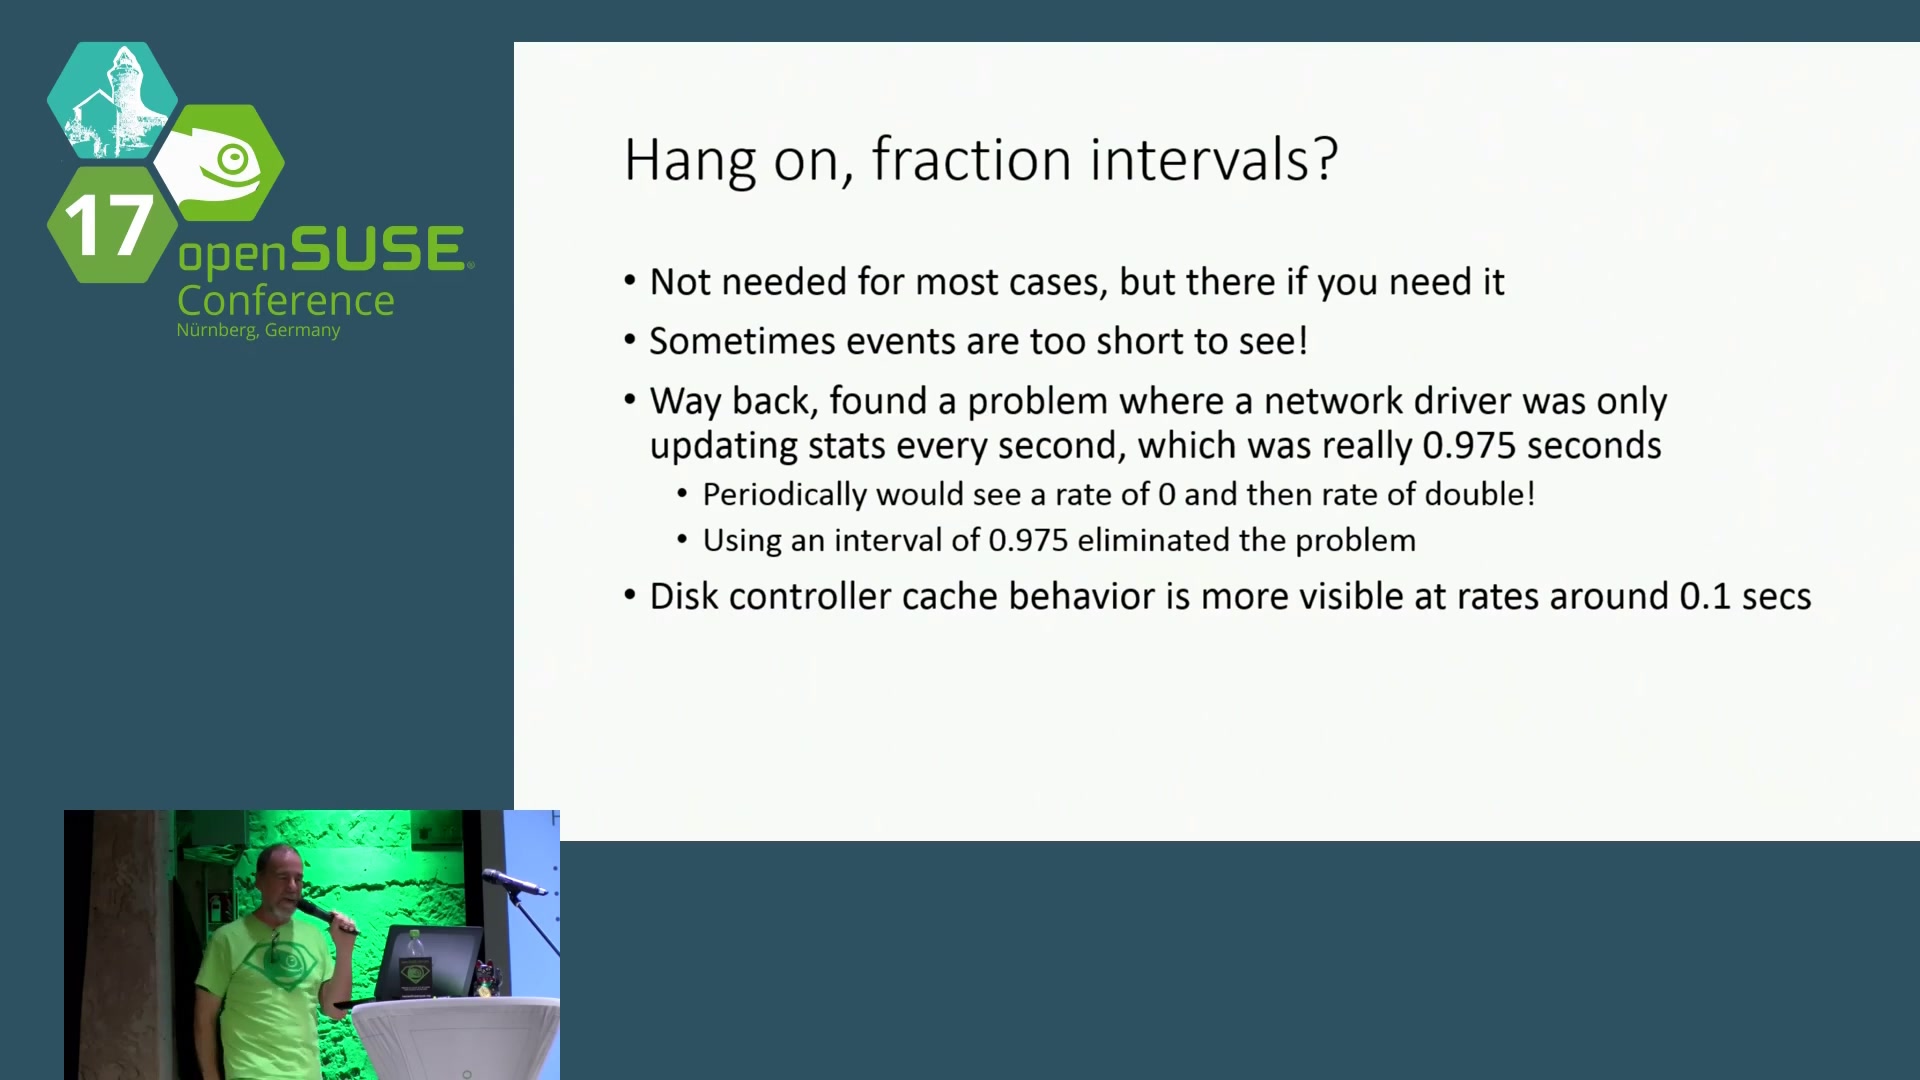 17
openSUSE
Conference
Nürnberg, Germany
Hang on, fraction intervals?
• Not needed for most cases, but there if you need it
• Sometimes events are too short to see!
• Way back, found a problem where a network driver was only
updating stats every second, which was really 0.975 seconds
• Periodically would see a rate of 0 and then rate of double!
• Using an interval of 0.975 eliminated the problem
• Disk controller cache behavior is more visible at rates around 0.1 secs